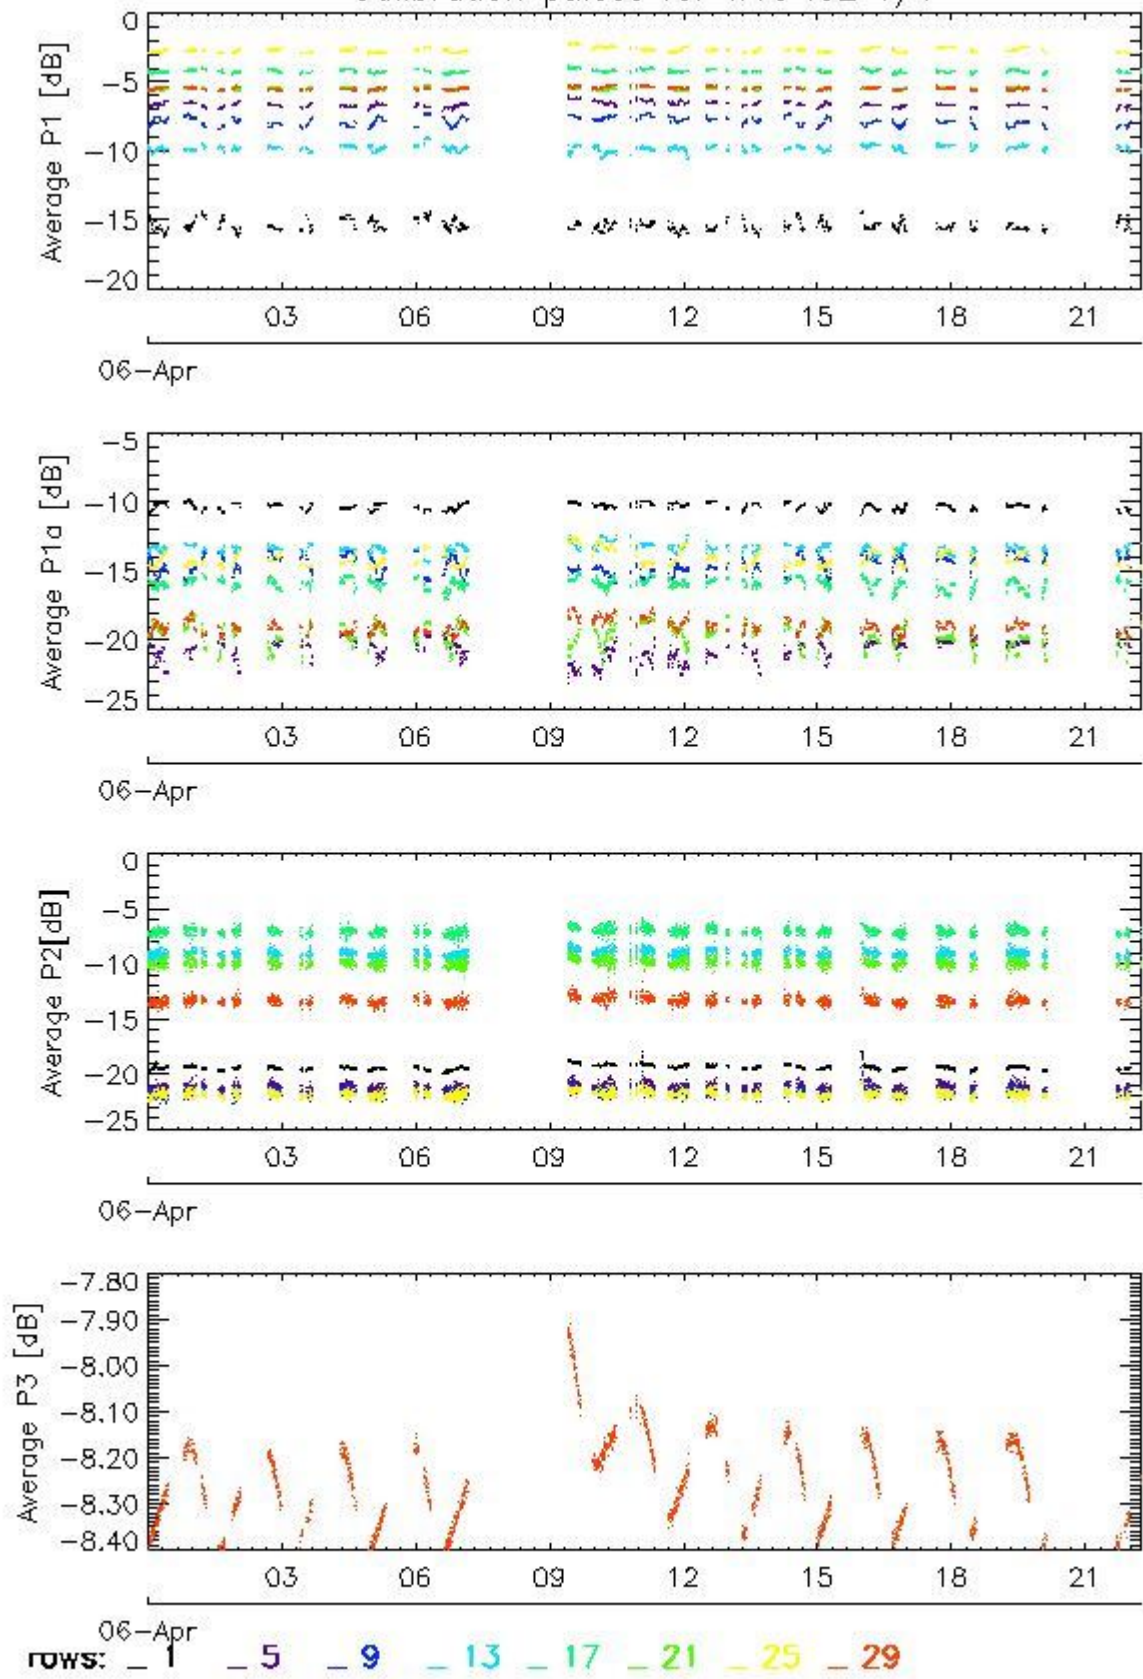 0
−5
−10
−15
−20
Average P1 [dB]
03 06 09 12 15 18 21
06−Apr
−5
−10
−15
−20
−25
Average P1a [dB]
03 06 09 12 15 18 21
06−Apr
0
−5
−10
−15
−20
−25
Average P2[dB]
03 06 09 12 15 18 21
06−Apr
−7.80
−7.90
−8.00
−8.10
−8.20
−8.30
−8.40
Average P3 [dB]
03 06 09 12 15 18 21
06−Apr
rows: _ 1 _ 5 _ 9 _ 13 _ 17 _ 21 _ 25 _ 29